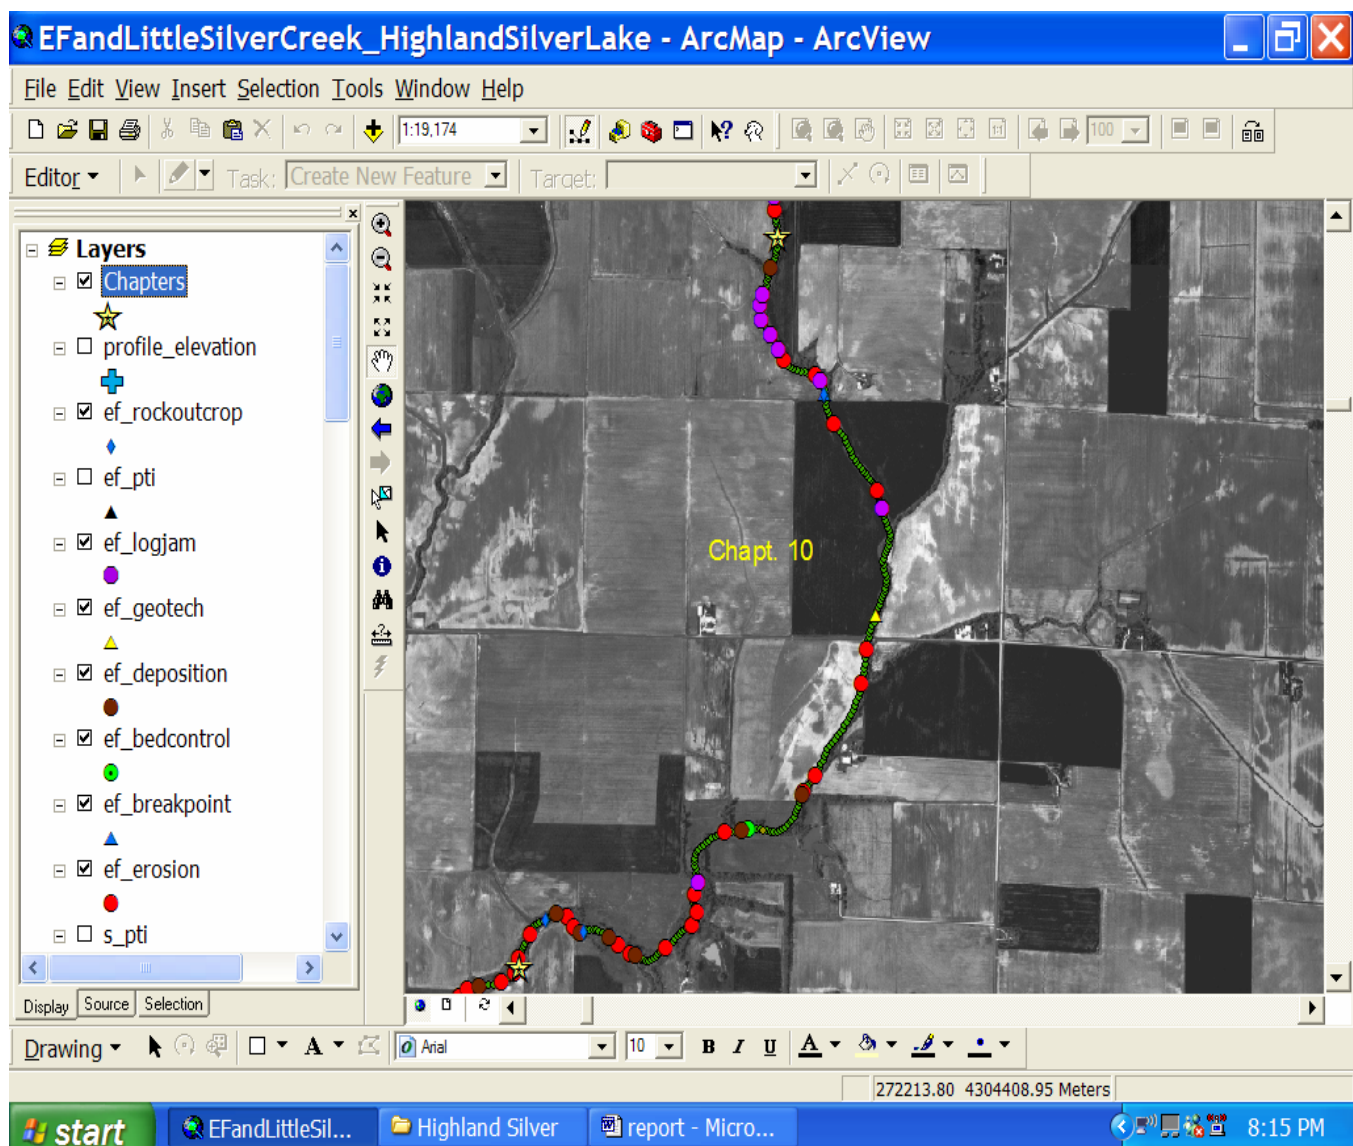 EFandLittleSilverCreek_HighlandSilverLake - ArcMap - ArcView
File Edit View Insert Selection Tools Window Help
1:19,174
100
Editor
Task: Create New Feature
Target:
Layers
Chapters
profile_elevation
ef_rockoutcrop
ef_pti
ef_logjam
ef_geotech
ef_deposition
ef_bedcontrol
ef_breakpoint
ef_erosion
s_pti
Chapt. 10
Display Source Selection
Drawing
A
Arial
10
B I U A
272213.80 4304408.95 Meters
start
EFandLittleSil...
Highland Silver
report - Micro...
8:15 PM